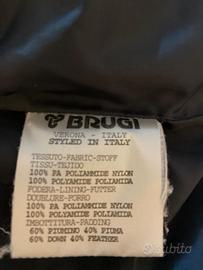 BRUGI
VERONA - ITALY
STYLED IN ITALY
TESSUTO-FABRIC-STOFF
TISSU-TEJIDO
100% PA POLIAMMIDE NYLON
100% POLYAMIDE POLIAMIDA
FODERA-LINING-FUTTER
DOUBLURE-FORRO
100% PA POLIAMMIDE NYLON
100% POLYAMIDE POLIAMIDA
IMBOTTITURA-PADDING
60% PIUMINO 40% PIUMA
60% DOWN 40% FEATHER
subito